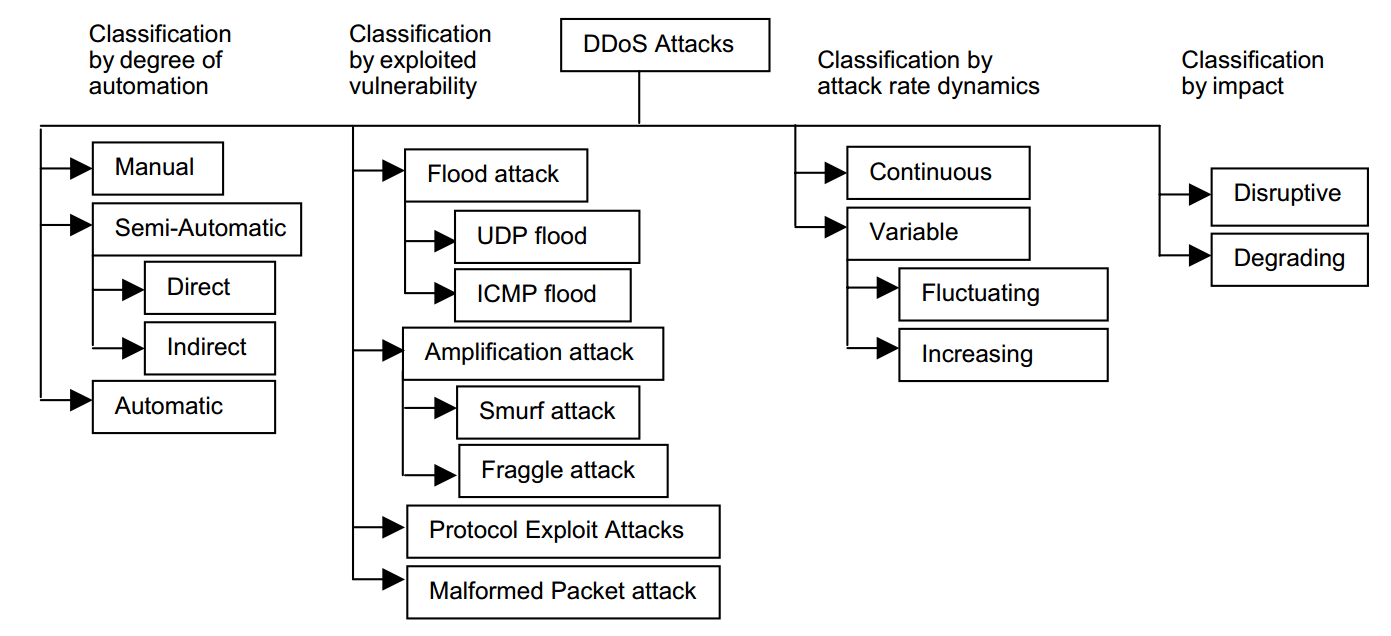 DDoS Attacks
Classification
by degree of
automation
Manual
Semi-Automatic
Direct
Indirect
Automatic
Classification
by exploited
vulnerability
Flood attack
UDP flood
ICMP flood
Amplification attack
Smurf attack
Fraggle attack
Protocol Exploit Attacks
Malformed Packet attack
Classification by
attack rate dynamics
Continuous
Variable
Fluctuating
Increasing
Classification
by impact
Disruptive
Degrading